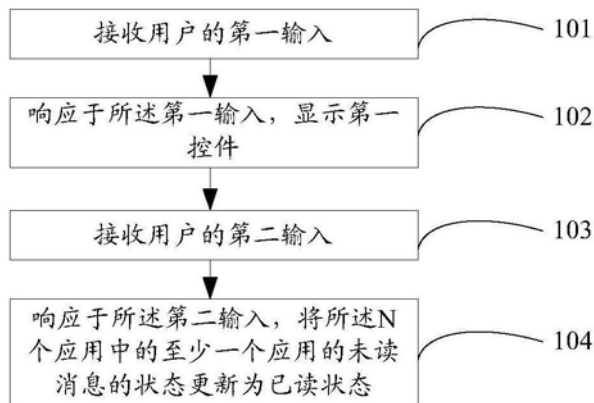 接收用户的第一输入
101
响应于所述第一输入，显示第一
控件
102
接收用户的第二输入
103
响应于所述第二输入，将所述N
个应用中的至少一个应用的未读
消息的状态更新为已读状态
104